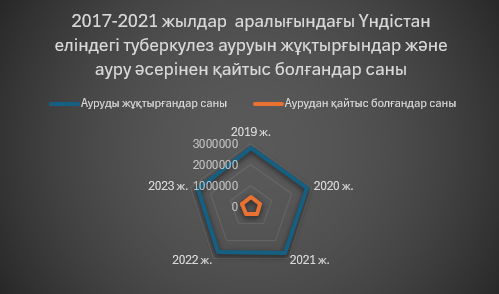 2017-2021 жылдар аралығындағы Үндістан
еліндегі туберкулез ауруын жұқтырғындар және
ауру әсерінен қайтыс болғандар саны
Ауруды жұқтырғандар саны
Аурудан қайтыс болғандар саны
2019 ж.
3000000
2000000
1000000
0
2023 ж.
2020 ж.
2022 ж.
2021 ж.